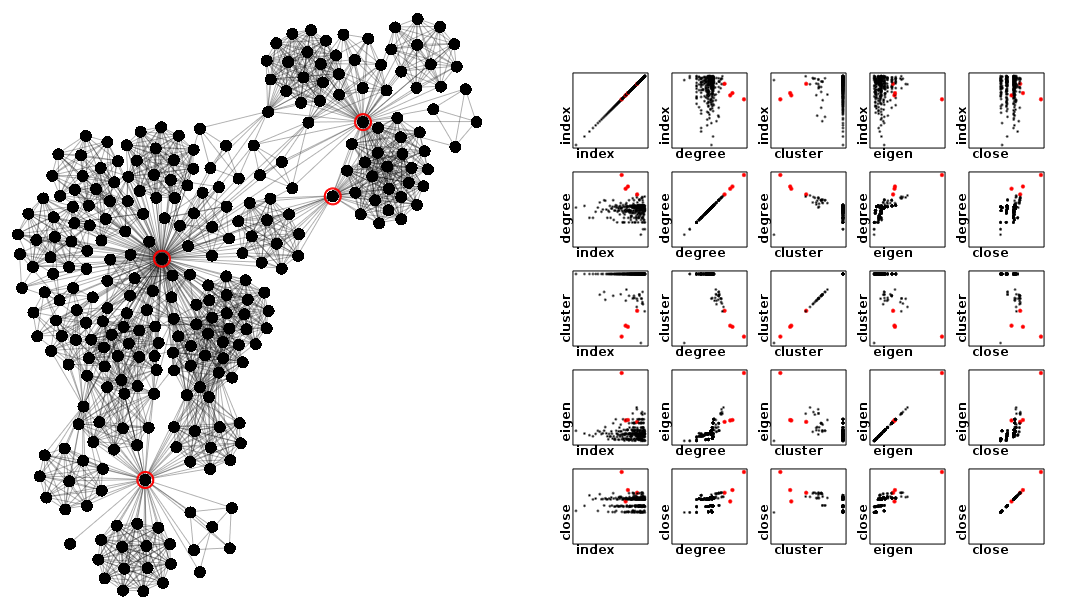 index index
index degree
index cluster
index eigen
index close
degree index
degree degree
degree cluster
degree eigen
degree close
cluster index
cluster degree
cluster cluster
cluster eigen
cluster close
eigen index
eigen degree
eigen cluster
eigen eigen
eigen close
close index
close degree
close cluster
close eigen
close close